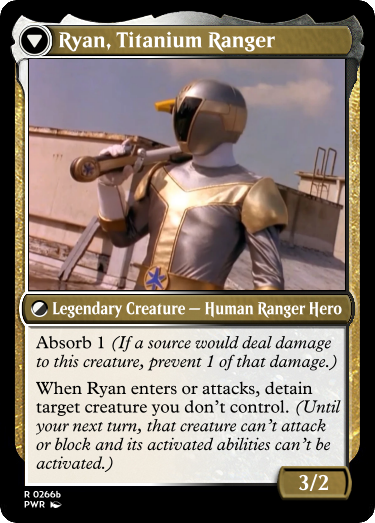 Ryan, Titanium Ranger
Legendary Creature — Human Ranger Hero
Absorb 1 (If a source would deal damage
to this creature, prevent 1 of that damage.)
When Ryan enters or attacks, detain
target creature you don't control. (Until
your next turn, that creature can't attack
or block and its activated abilities can't be
activated.)
3/2
R 0266b
PWR